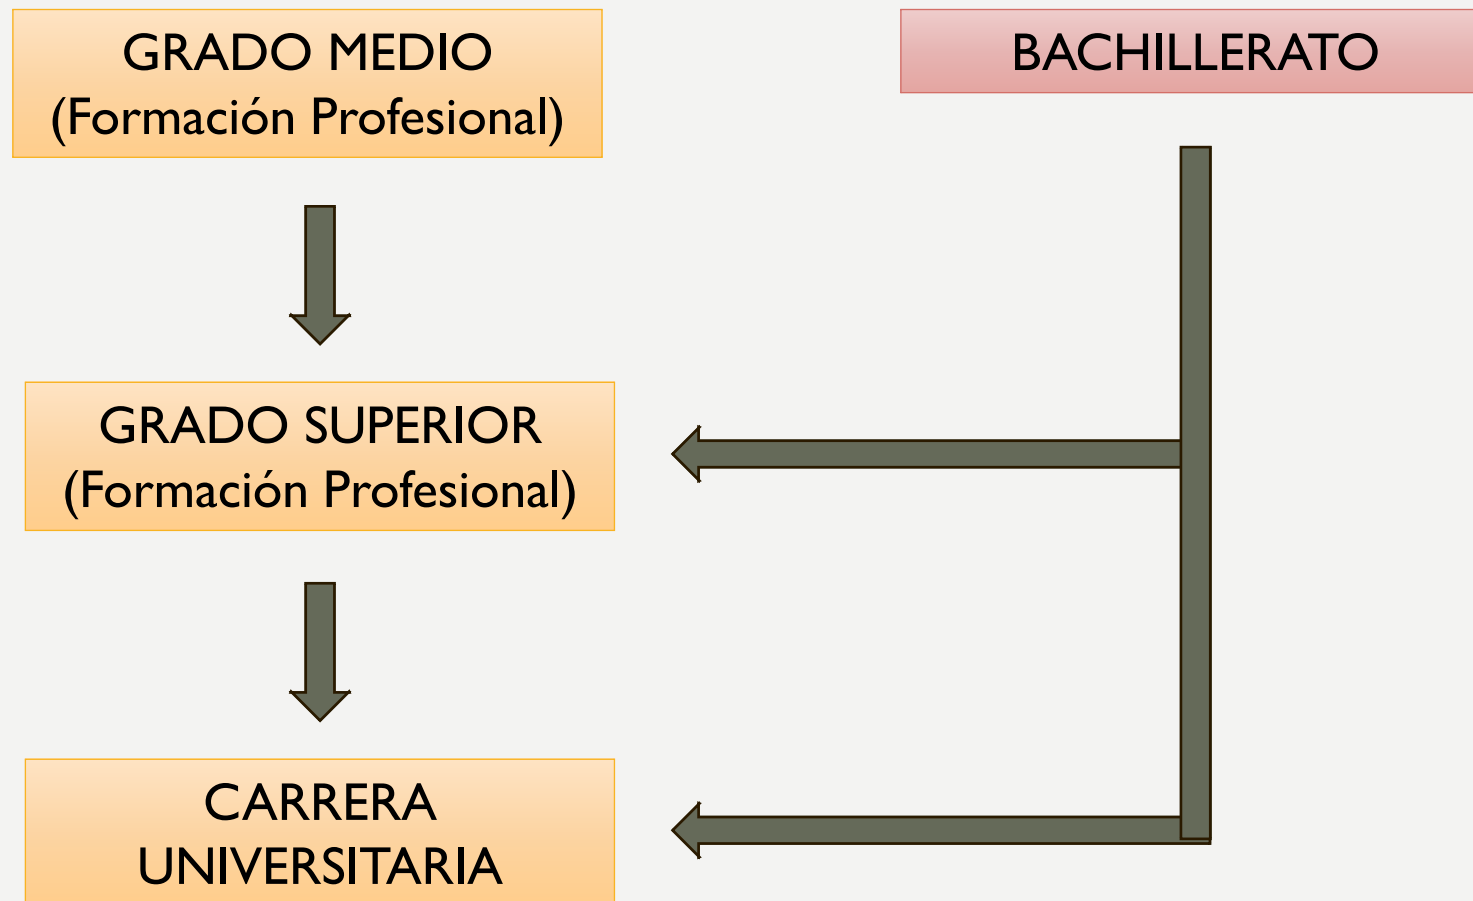 GRADO MEDIO
(Formación Profesional)
BACHILLERATO
GRADO SUPERIOR
(Formación Profesional)
CARRERA
UNIVERSITARIA